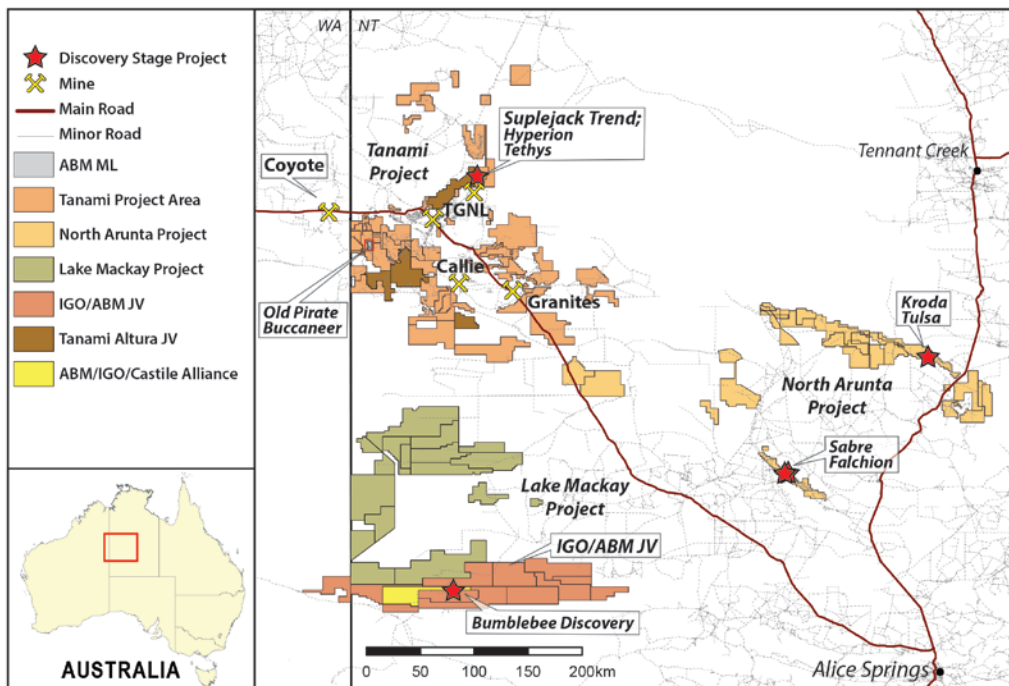 Discovery Stage Project
Mine
Main Road
Minor Road
ABM ML
Tanami Project Area
North Arunta Project
Lake Mackay Project
IGO/ABM JV
Tanami Altura JV
ABM/IGO/Castile Alliance
AUSTRALIA
WA
NT
Suplejack Trend;
Hyperion
Tethys
Tanami
Project
Coyote
TGNL
Tennant Creek
Callie
Granites
Old Pirate
Buccaneer
Kroda
Tulsa
North Arunta
Project
Sabre
Falchion
Lake Mackay
Project
IGO/ABM JV
Bumblebee Discovery
0 50 100 150 200km
Alice Springs